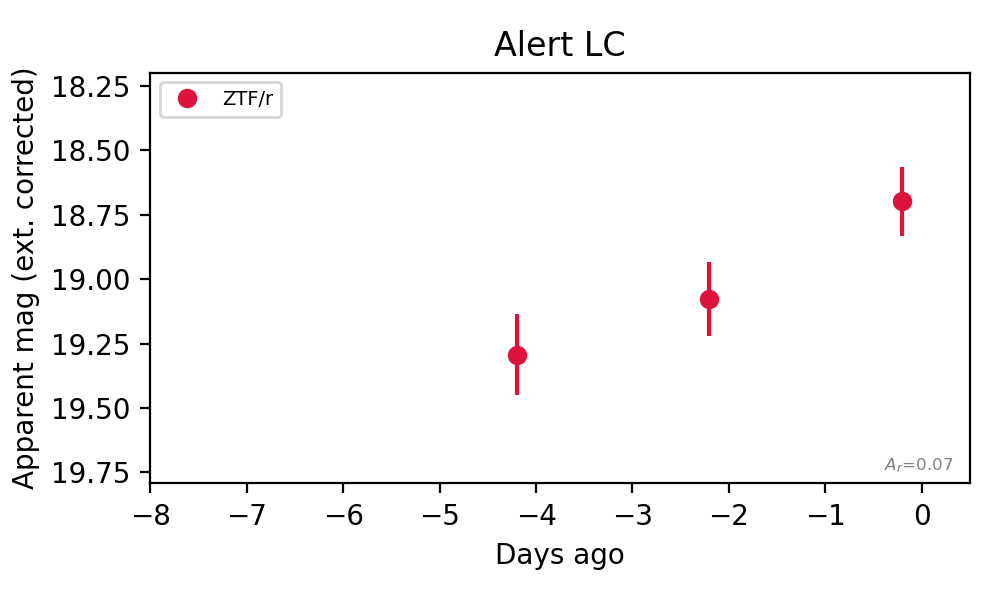 Alert LC
Apparent mag (ext. corrected)
18.25
18.50
18.75
19.00
19.25
19.50
19.75
ZTF/r
$A_r$=0.07
−8 −7 −6 −5 −4 −3 −2 −1 0
Days ago